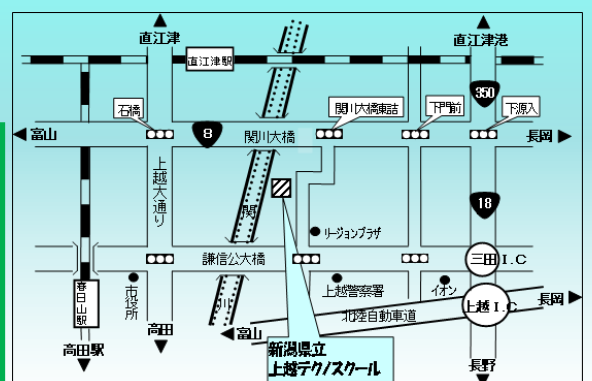 直江津
直江津港
直江津駅
350
石橋
関川大橋東詰
下門前
下源入
富山
8
関川大橋
長岡
上越大通り
関
18
リージョンプラザ
謙信公大橋
三田I.C
市役所
川
上越警察署
イオン
上越I.C
長岡
春日山駅
高田
富山
北陸自動車道
高田駅
新潟県立
上越テクノスクール
長野